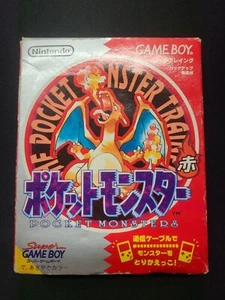 Nintendo
GAME BOY
THE POCKET MONSTER TRAINER
赤
ポケットモンスター
TM
POCKET MONSTERS
Super
GAME BOY
通信ケーブルで
モンスターを
とりかえっこ!